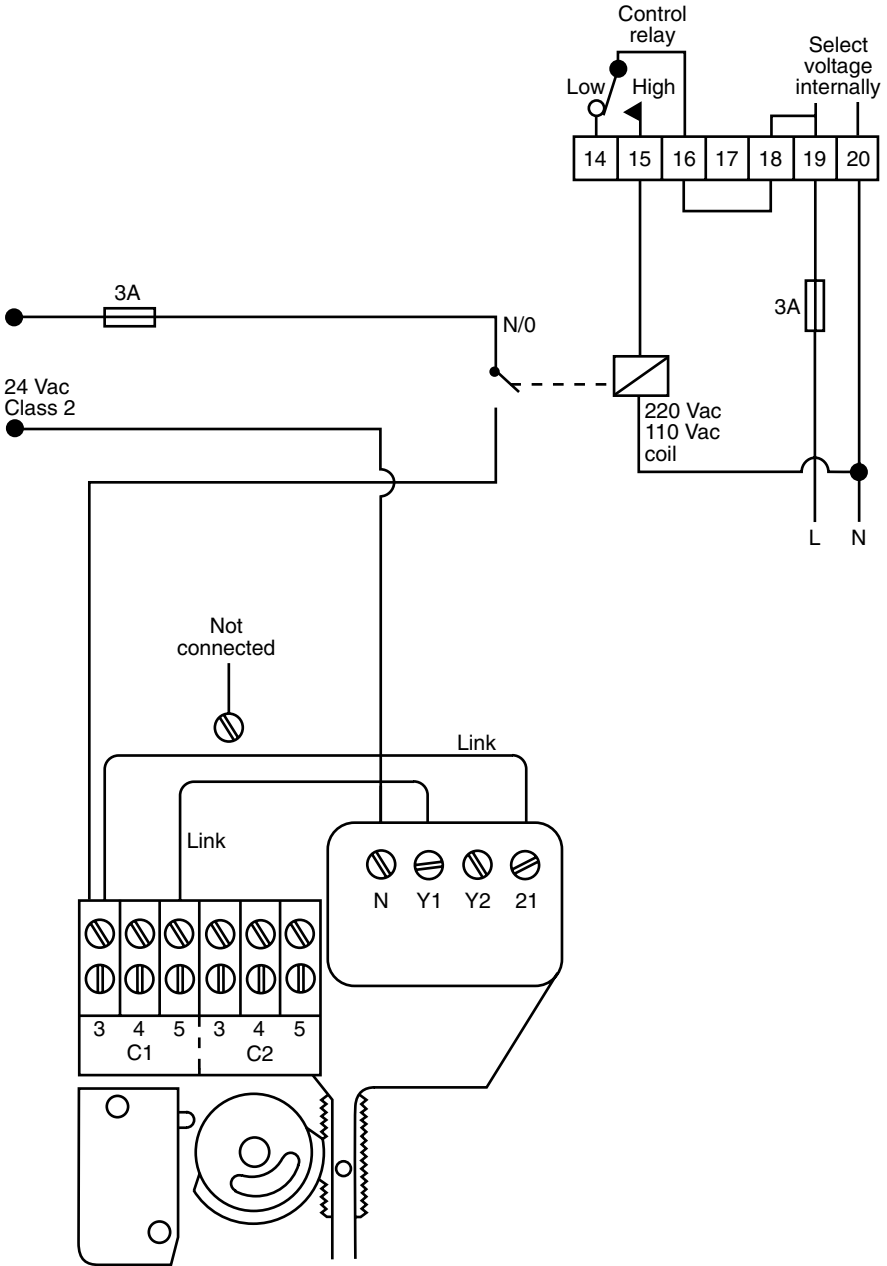 Control
relay
Select
voltage
internally
Low
High
14 15 16 17 18 19 20
3A
N/0
3A
24 Vac
Class 2
220 Vac
110 Vac
coil
L N
Not
connected
Link
Link
N Y1 Y2 21
3 4 5 3 4 5
C1 C2